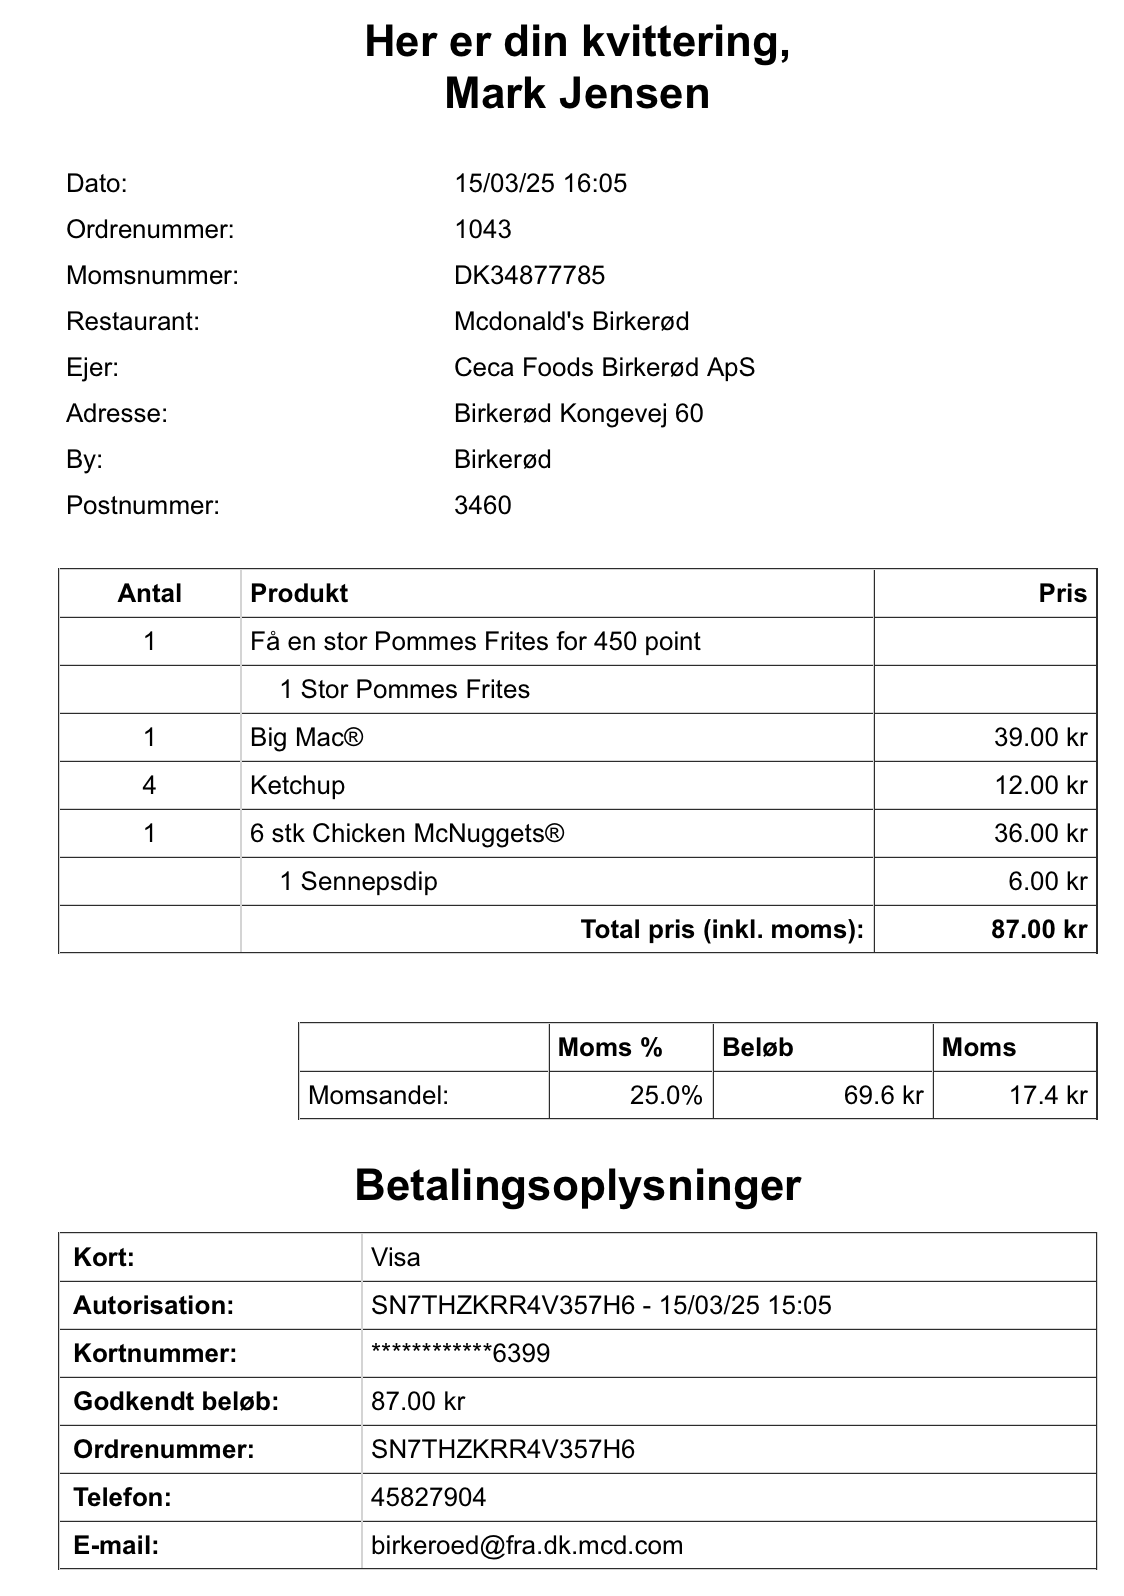 Her er din kvittering,
Mark Jensen
Dato: 15/03/25 16:05
Ordrenummer: 1043
Momsnummer: DK34877785
Restaurant: Mcdonald's Birkerød
Ejer: Ceca Foods Birkerød ApS
Adresse: Birkerød Kongevej 60
By: Birkerød
Postnummer: 3460
Antal Produkt Pris
1 Få en stor Pommes Frites for 450 point
1 Stor Pommes Frites
1 Big Mac® 39.00 kr
4 Ketchup 12.00 kr
1 6 stk Chicken McNuggets® 36.00 kr
1 Sennepsdip 6.00 kr
Total pris (inkl. moms): 87.00 kr
Moms % Beløb Moms
Momsandel: 25.0% 69.6 kr 17.4 kr
Betalingsoplysninger
Kort: Visa
Autorisation: SN7THZKRR4V357H6 - 15/03/25 15:05
Kortnummer: ************6399
Godkendt beløb: 87.00 kr
Ordrenummer: SN7THZKRR4V357H6
Telefon: 45827904
E-mail: birkeroed@fra.dk.mcd.com